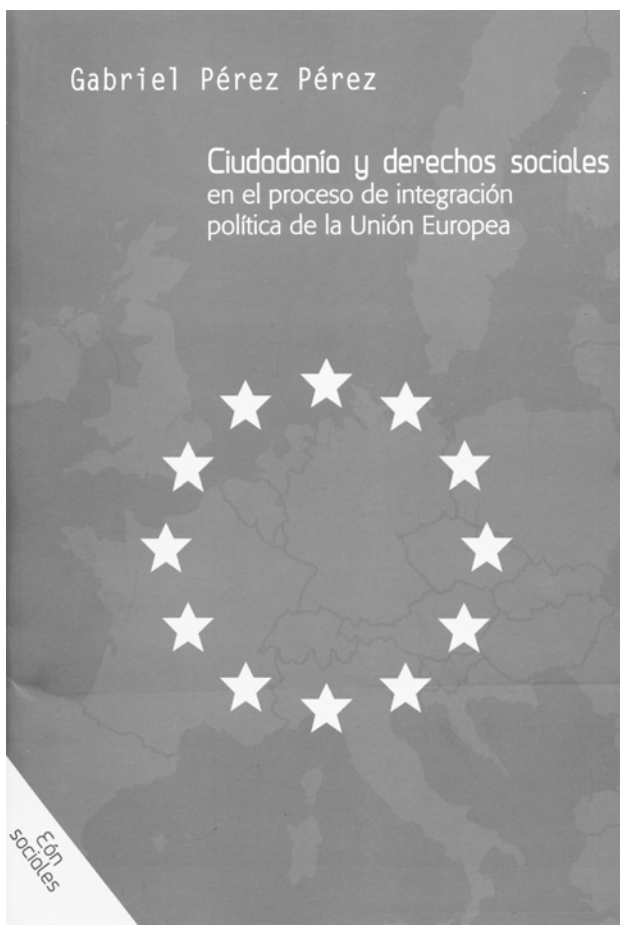 Gabriel Pérez Pérez
Ciudadanía y derechos sociales
en el proceso de integración
política de la Unión Europea
Eón
sociales